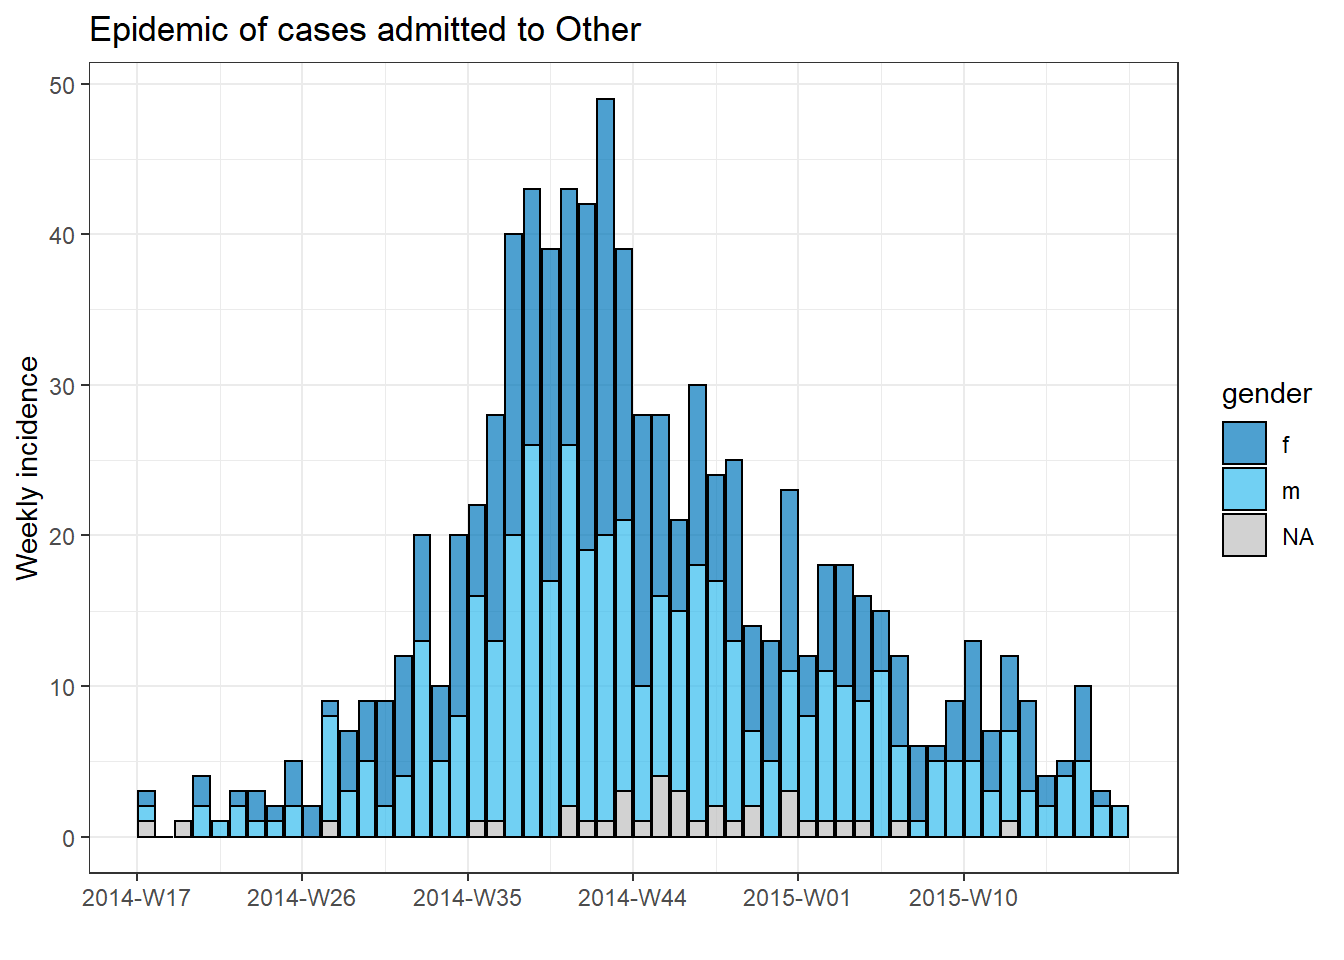 Epidemic of cases admitted to Other
Weekly incidence
50
40
30
20
10
0
2014-W17 2014-W26 2014-W35 2014-W44 2015-W01 2015-W10
gender
f
m
NA